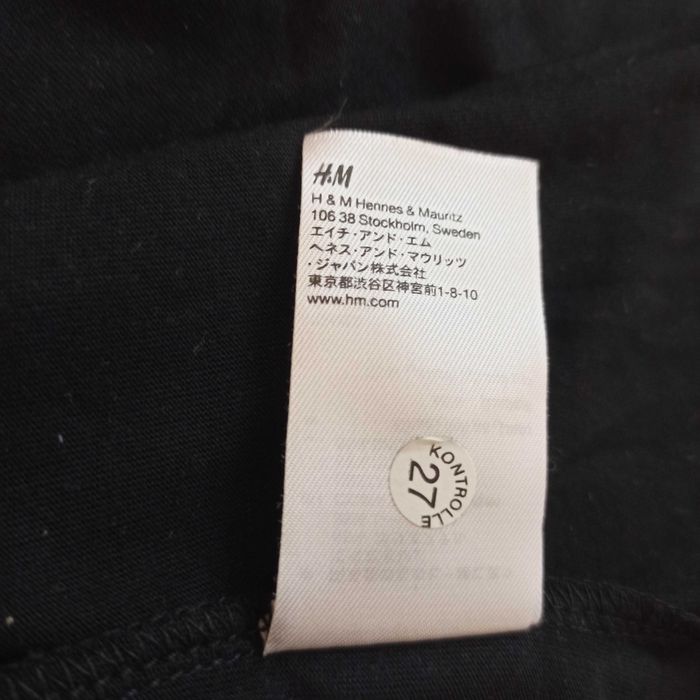 H&M
H & M Hennes & Mauritz
106 38 Stockholm, Sweden
エイチ・アンド・エム
ヘネス・アンド・マウリッツ
・ジャパン株式会社
東京都渋谷区神宮前1-8-10
www.hm.com
KONTROLLE
27